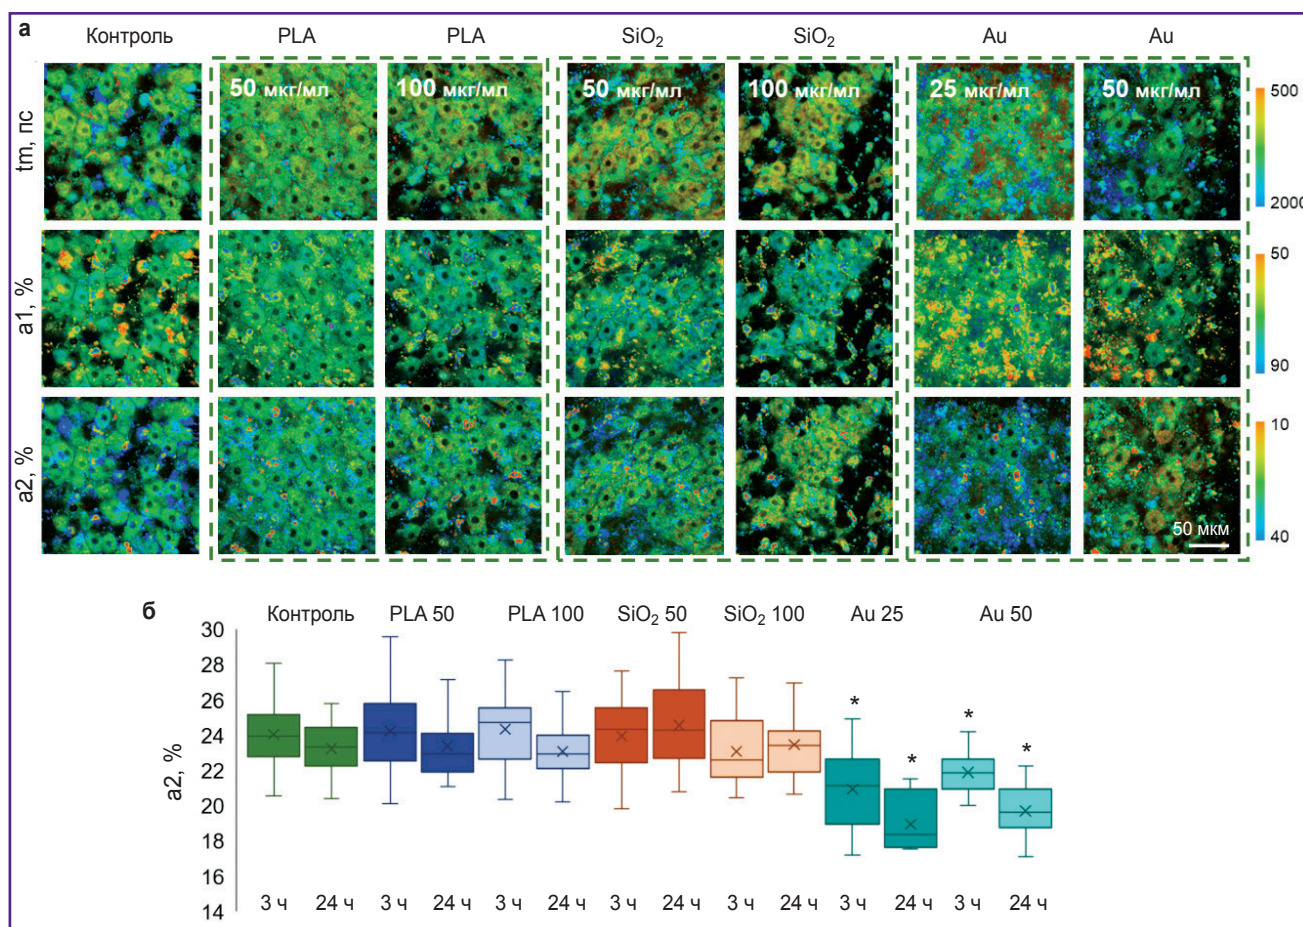 а
Контроль PLA PLA SiO₂ SiO₂ Au Au
50 мкг/мл 100 мкг/мл 50 мкг/мл 100 мкг/мл 25 мкг/мл 50 мкг/мл
tm, пс
500
2000
a1, %
50
90
a2, %
10
40
50 мкм
б
Контроль PLA 50 PLA 100 SiO₂ 50 SiO₂ 100 Au 25 Au 50
a2, %
30
28
26
24
22
20
18
16
14
* * * *
3 ч 24 ч 3 ч 24 ч 3 ч 24 ч 3 ч 24 ч 3 ч 24 ч 3 ч 24 ч 3 ч 24 ч